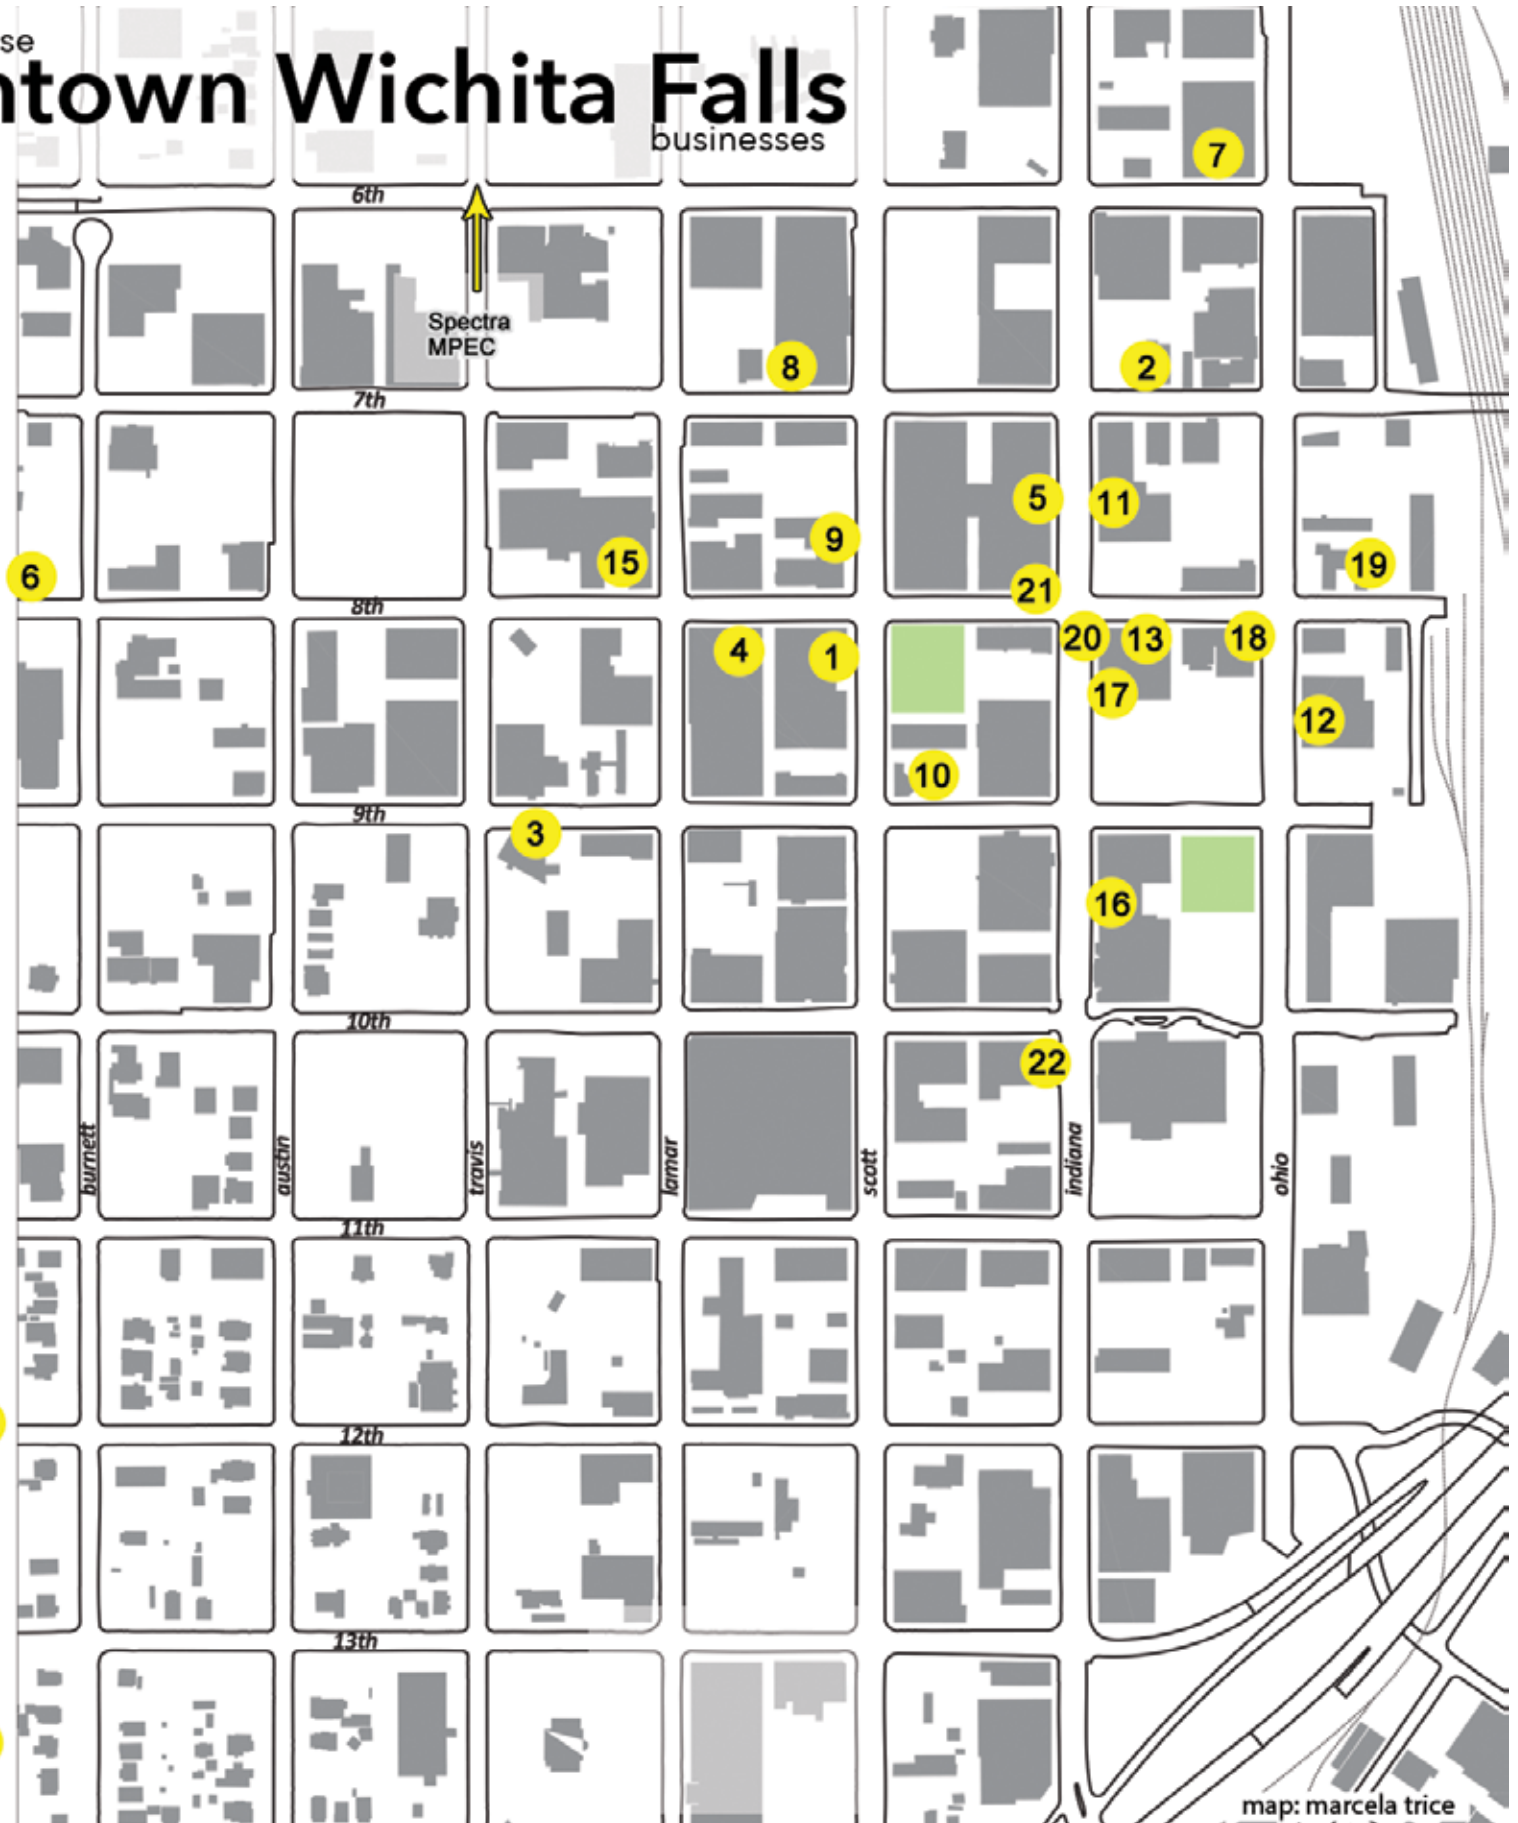 se
ntown Wichita Falls
businesses
7
6th
Spectra
MPEC
8
2
7th
5
11
9
15
19
6
21
8th
20
13
18
4
1
17
12
10
9th
3
16
10th
22
burnett
austin
travis
lamar
scott
indiana
ohio
11th
12th
13th
map: marcela trice